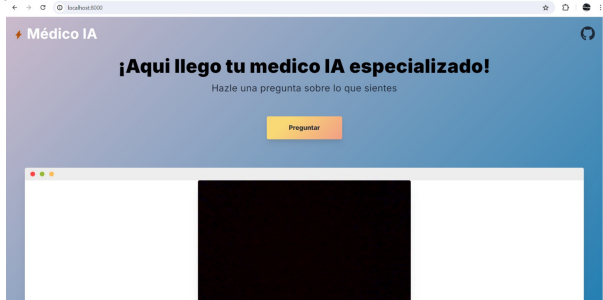 localhost:8000
Médico IA
¡Aqui llego tu medico IA especializado!
Hazle una pregunta sobre lo que sientes
Preguntar